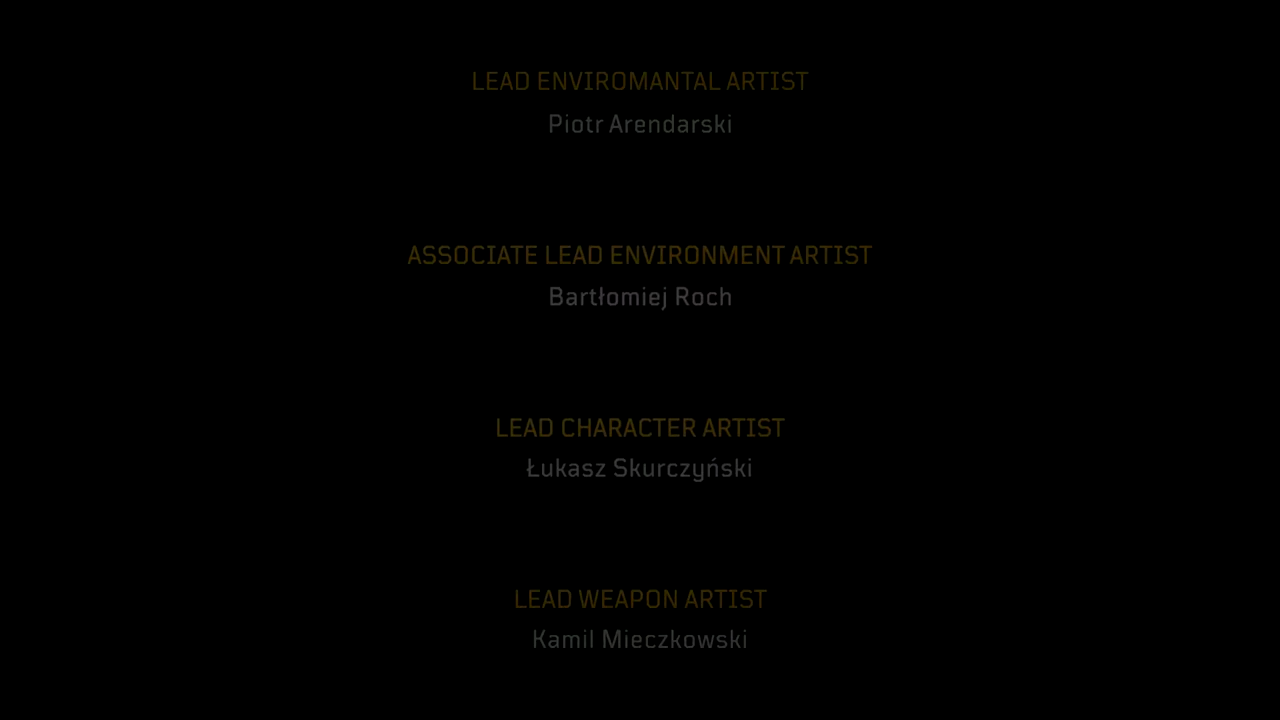 LEAD ENVIROMANTAL ARTIST
Piotr Arendarski
ASSOCIATE LEAD ENVIRONMENT ARTIST
Bartłomiej Roch
LEAD CHARACTER ARTIST
Łukasz Skurczyński
LEAD WEAPON ARTIST
Kamil Mieczkowski